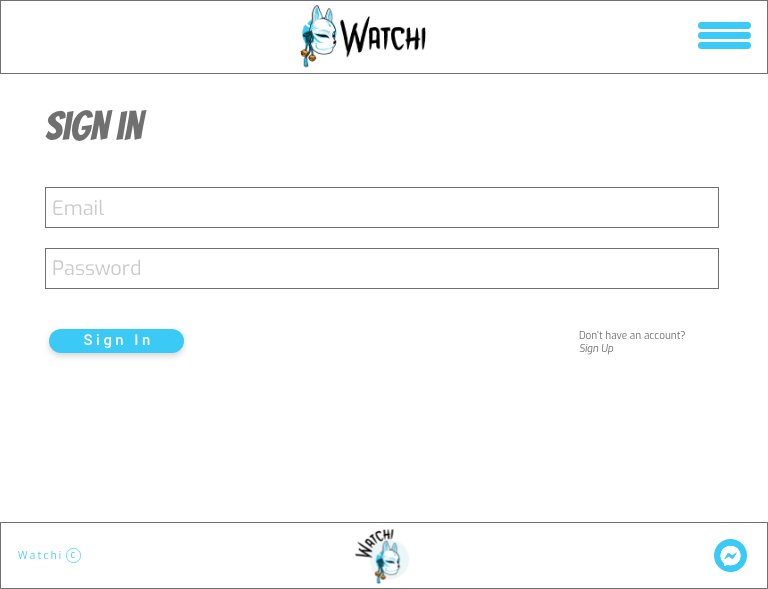 Watchi
SIGN IN
Email
Password
Sign In
Don't have an account?
Sign Up
Watchi ©
Watchi